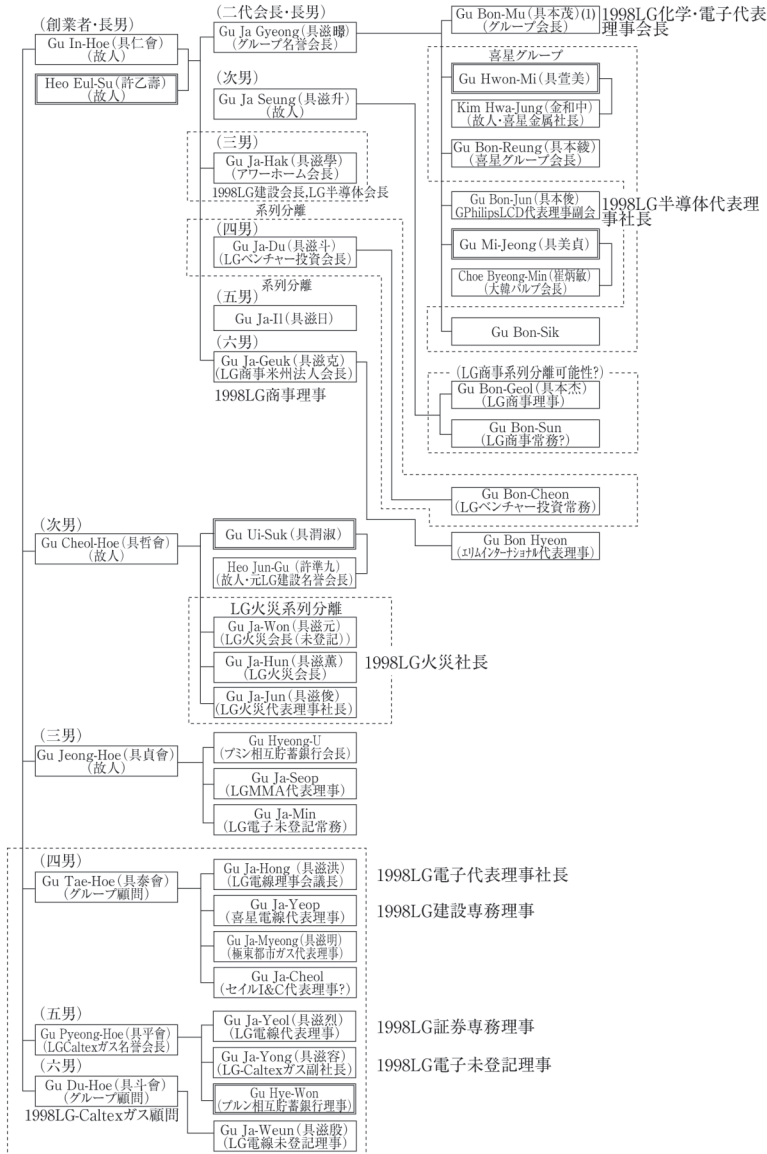 (創業者・長男)
Gu In-Hoe(具仁會)
(故人)
Heo Eul-Su(許乙壽)
(故人)
(二代会長・長男)
Gu Ja Gyeong(具滋暻)
(グループ名誉会長)
(次男)
Gu Ja Seung(具滋升)
(故人)
(三男)
Gu Ja-Hak(具滋學)
(アワーホーム会長)
1998LG建設会長,LG半導体会長
系列分離
(四男)
Gu Ja-Du(具滋斗)
(LGベンチャー投資会長)
系列分離
(五男)
Gu Ja-Il(具滋日)
(六男)
Gu Ja-Geuk(具滋克)
(LG商事米州法人会長)
1998LG商事理事
Gu Bon-Mu(具本茂)(1)
(グループ会長)
1998LG化学・電子代表
理事会長
喜星グループ
Gu Hwon-Mi(具萱美)
Kim Hwa-Jung(金和中)
(故人・喜星金属社長)
Gu Bon-Reung(具本綾)
(喜星グループ会長)
Gu Bon-Jun(具本俊)
GPhilipsLCD代表理事副会
1998LG半導体代表理
事社長
Gu Mi-Jeong(具美貞)
Choe Byeong-Min(崔炳敏)
(大韓パルプ会長)
Gu Bon-Sik
(LG商事系列分離可能性?)
Gu Bon-Geol(具本杰)
(LG商事理事)
Gu Bon-Sun
(LG商事常務?)
Gu Bon-Cheon
(LGベンチャー投資常務)
Gu Bon Hyeon
(エリムインターナショナル代表理事)
(次男)
Gu Cheol-Hoe(具哲會)
(故人)
Gu Ui-Suk(具渭淑)
Heo Jun-Gu(許準九)
(故人・元LG建設名誉会長)
LG火災系列分離
Gu Ja-Won(具滋元)
(LG火災会長(未登記))
Gu Ja-Hun(具滋薫)
(LG火災会長)
1998LG火災社長
Gu Ja-Jun(具滋俊)
(LG火災代表理事社長)
(三男)
Gu Jeong-Hoe(具貞會)
(故人)
Gu Hyeong-U
(プミン相互貯蓄銀行会長)
Gu Ja-Seop
(LGMMA代表理事)
Gu Ja-Min
(LG電子未登記常務)
(四男)
Gu Tae-Hoe(具泰會)
(グループ顧問)
Gu Ja-Hong (具滋洪)
(LG電線理事会議長)
1998LG電子代表理事社長
Gu Ja-Yeop
(喜星電線代表理事)
1998LG建設専務理事
Gu Ja-Myeong(具滋明)
(極東都市ガス代表理事)
Gu Ja-Cheol
(セイルI&C代表理事?)
(五男)
Gu Pyeong-Hoe(具平會)
(LGCaltexガス名誉会長)
Gu Ja-Yeol(具滋烈)
(LG電線代表理事)
1998LG証券専務理事
Gu Ja-Yong(具滋容)
(LG-Caltexガス副社長)
1998LG電子未登記理事
Gu Hye-Won
(プルン相互貯蓄銀行理事)
(六男)
Gu Du-Hoe(具斗會)
(グループ顧問)
1998LG-Caltexガス顧問
Gu Ja-Weun(具滋殷)
(LG電線未登記理事)